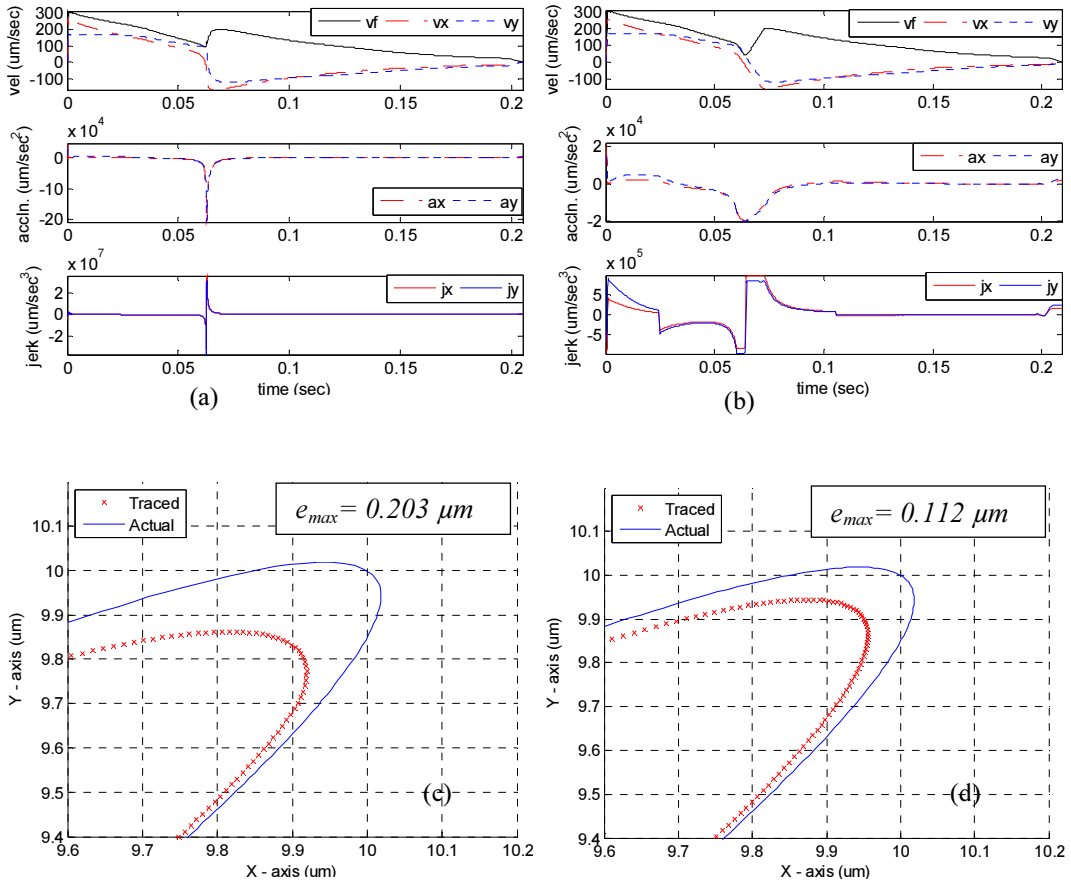 vel (um/sec)
300
200
100
0
-100
vf vx vy
0 0.05 0.1 0.15 0.2
x 10^4
accln. (um/sec^2)
0
-10
-20
ax ay
0 0.05 0.1 0.15 0.2
x 10^7
jerk (um/sec^3)
2
0
-2
jx jy
0 0.05 0.1 0.15 0.2
time (sec)
(a)
vel (um/sec)
300
200
100
0
-100
vf vx vy
0 0.05 0.1 0.15 0.2
x 10^4
accln. (um/sec^2)
2
0
-2
ax ay
0 0.05 0.1 0.15 0.2
x 10^5
jerk (um/sec^3)
5
0
-5
jx jy
0 0.05 0.1 0.15 0.2
time (sec)
(b)
Traced
Actual
e_max= 0.203 μm
Y - axis (um)
10.1
10
9.9
9.8
9.7
9.6
9.5
9.4
(c)
9.6 9.7 9.8 9.9 10 10.1 10.2
X - axis (um)
Traced
Actual
e_max= 0.112 μm
Y - axis (um)
10.1
10
9.9
9.8
9.7
9.6
9.5
9.4
(d)
9.6 9.7 9.8 9.9 10 10.1 10.2
X - axis (um)